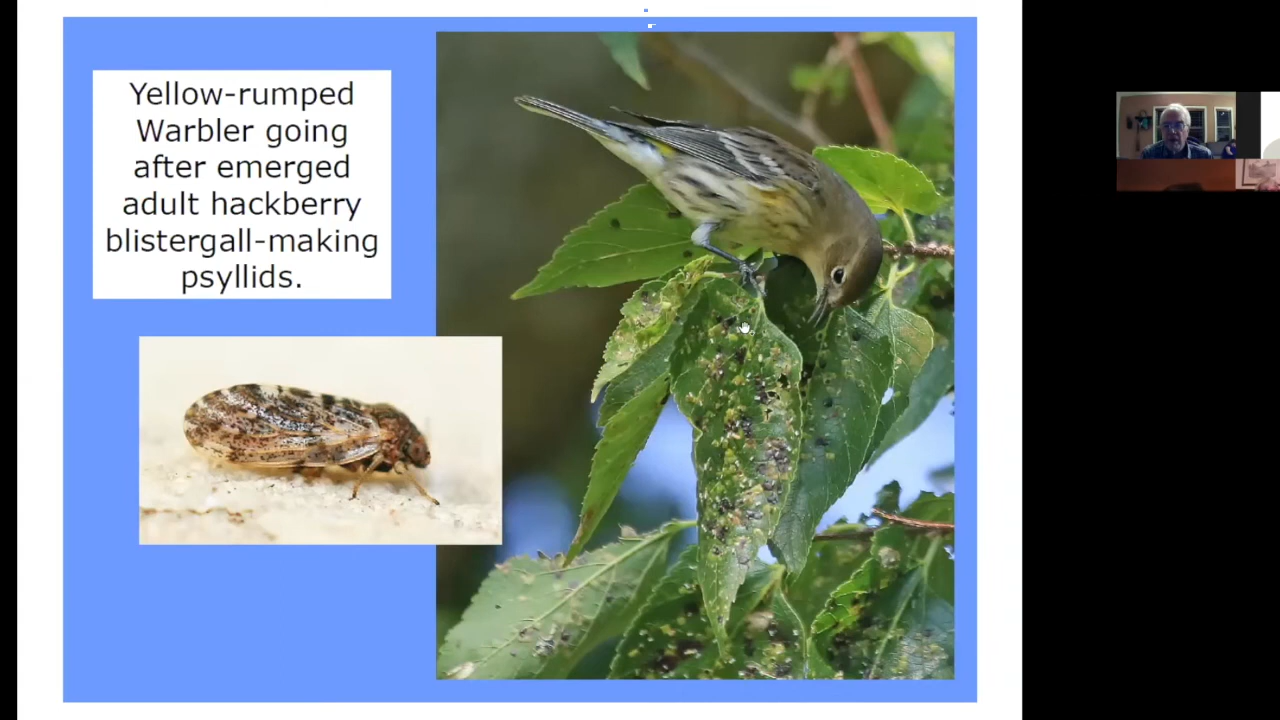 Yellow-rumped
Warbler going
after emerged
adult hackberry
blistergall-making
psyllids.